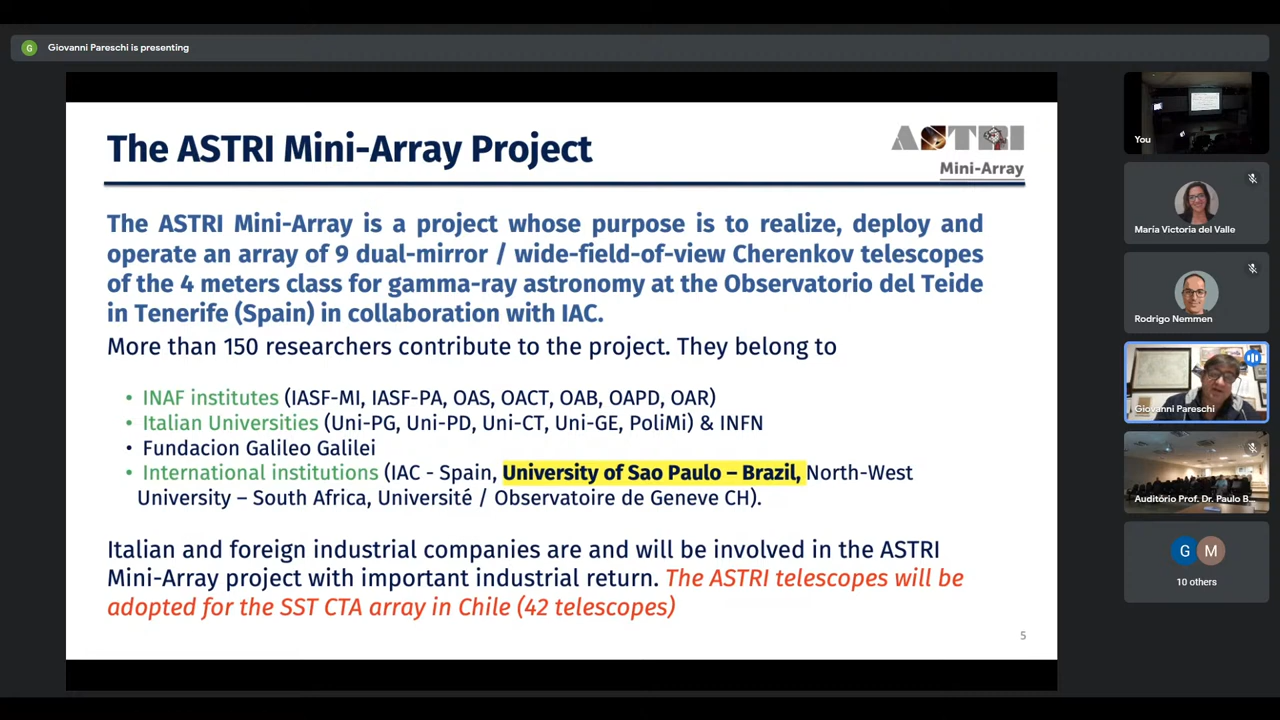 G
Giovanni Pareschi is presenting
The ASTRI Mini-Array Project
ASTRI
Mini-Array
The ASTRI Mini-Array is a project whose purpose is to realize, deploy and
operate an array of 9 dual-mirror / wide-field-of-view Cherenkov telescopes
of the 4 meters class for gamma-ray astronomy at the Observatorio del Teide
in Tenerife (Spain) in collaboration with IAC.
More than 150 researchers contribute to the project. They belong to
• INAF institutes (IASF-MI, IASF-PA, OAS, OACT, OAB, OAPD, OAR)
• Italian Universities (Uni-PG, Uni-PD, Uni-CT, Uni-GE, PoliMi) & INFN
• Fundacion Galileo Galilei
• International institutions (IAC - Spain, University of Sao Paulo – Brazil, North-West
University – South Africa, Université / Observatoire de Geneve CH).
Italian and foreign industrial companies are and will be involved in the ASTRI
Mini-Array project with important industrial return. The ASTRI telescopes will be
adopted for the SST CTA array in Chile (42 telescopes)
5
You
María Victoria del Valle
Rodrigo Nemmen
Giovanni Pareschi
Auditório Prof. Dr. Paulo B...
G M
10 others